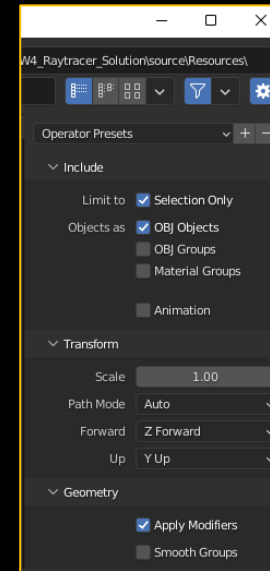 W4_Raytracer_Solution\source\Resources\
Operator Presets
Include
Limit to Selection Only
Objects as OBJ Objects
OBJ Groups
Material Groups
Animation
Transform
Scale 1.00
Path Mode Auto
Forward Z Forward
Up Y Up
Geometry
Apply Modifiers
Smooth Groups